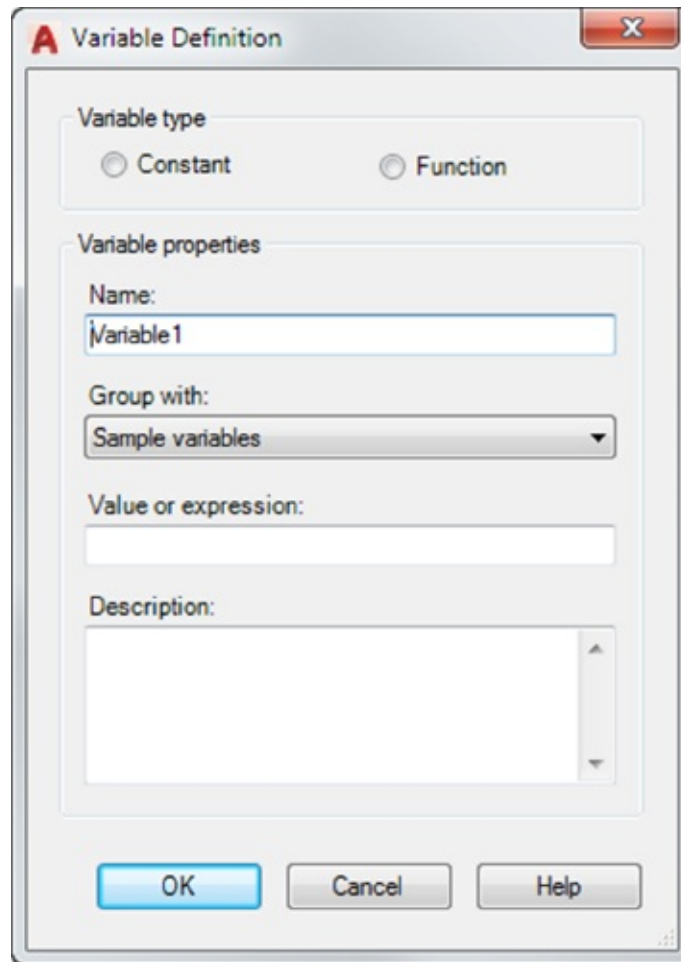 Variable Definition
Variable type
Constant Function
Variable properties
Name:
Variable1
Group with:
Sample variables
Value or expression:
Description:
OK Cancel Help